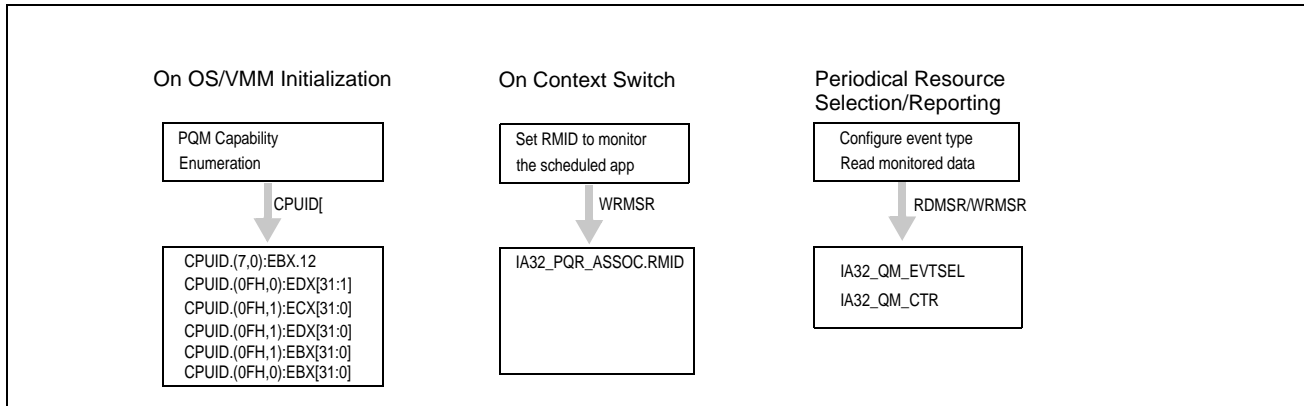 On OS/VMM Initialization
PQM Capability
Enumeration
CPUID[
CPUID.(7,0):EBX.12
CPUID.(0FH,0):EDX[31:1]
CPUID.(0FH,1):ECX[31:0]
CPUID.(0FH,1):EDX[31:0]
CPUID.(0FH,1):EBX[31:0]
CPUID.(0FH,0):EBX[31:0]
On Context Switch
Set RMID to monitor
the scheduled app
WRMSR
IA32_PQR_ASSOC.RMID
Periodical Resource
Selection/Reporting
Configure event type
Read monitored data
RDMSR/WRMSR
IA32_QM_EVTSEL
IA32_QM_CTR